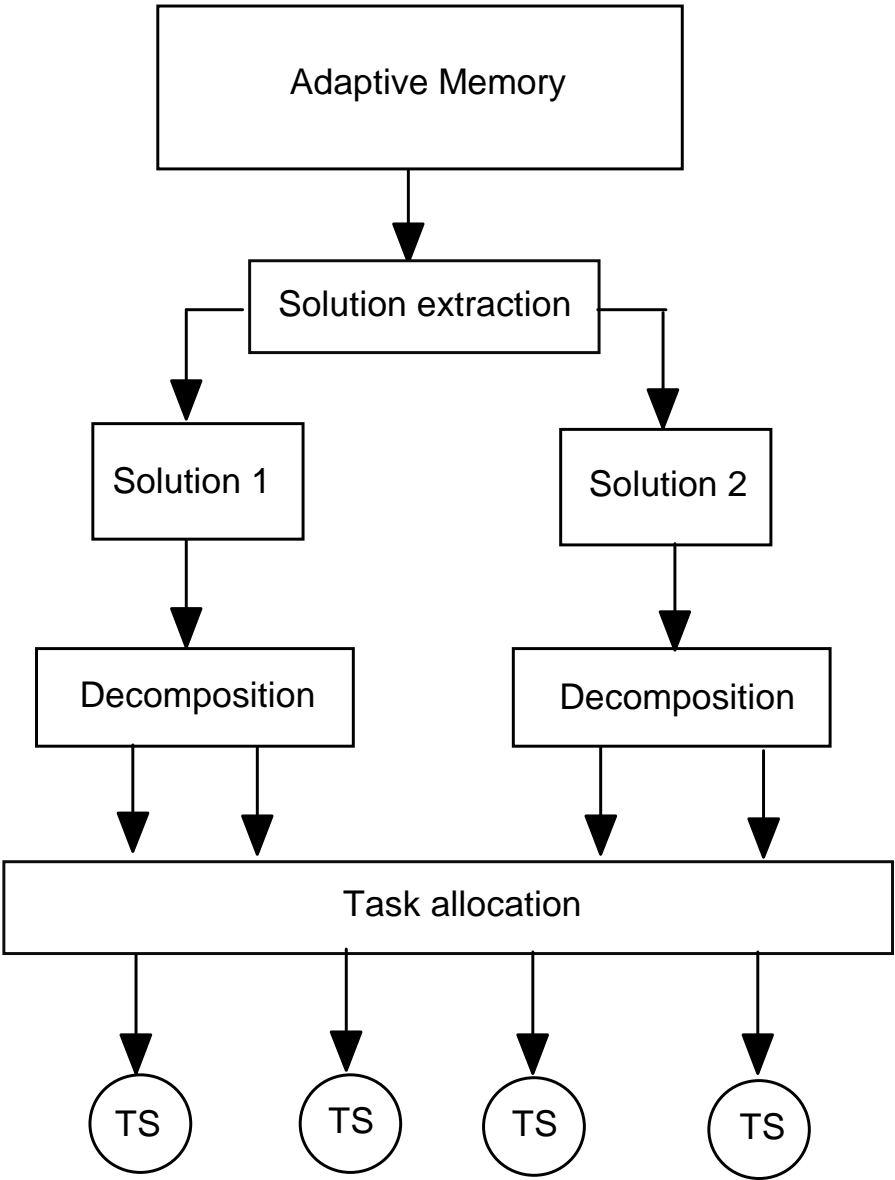 Adaptive Memory
Solution extraction
Solution 1
Solution 2
Decomposition
Decomposition
Task allocation
TS
TS
TS
TS